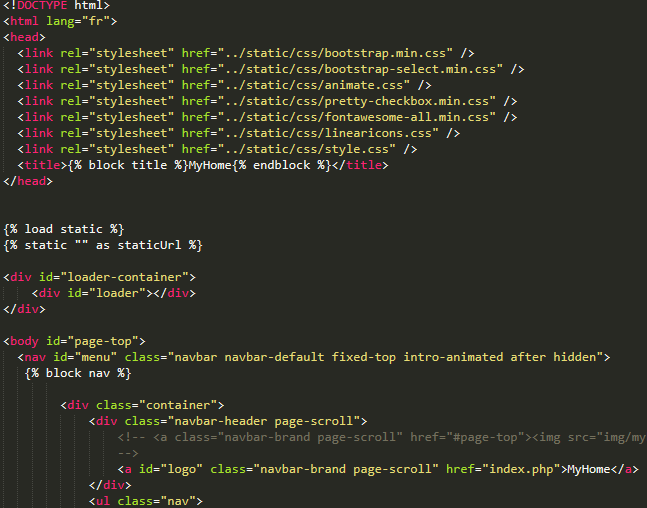 <!DOCTYPE html>
<html lang="fr">
<head>
  <link rel="stylesheet" href="../static/css/bootstrap.min.css" />
  <link rel="stylesheet" href="../static/css/bootstrap-select.min.css" />
  <link rel="stylesheet" href="../static/css/animate.css" />
  <link rel="stylesheet" href="../static/css/pretty-checkbox.min.css" />
  <link rel="stylesheet" href="../static/css/fontawesome-all.min.css" />
  <link rel="stylesheet" href="../static/css/linearicons.css" />
  <link rel="stylesheet" href="../static/css/style.css" />
  <title>{% block title %}MyHome{% endblock %}</title>
</head>
{% load static %}
{% static "" as staticUrl %}
<div id="loader-container">
    <div id="loader"></div>
</div>
<body id="page-top">
  <nav id="menu" class="navbar navbar-default fixed-top intro-animated after hidden">
   {% block nav %}
        <div class="container">
            <div class="navbar-header page-scroll">
                <!-- <a class="navbar-brand page-scroll" href="#page-top"><img src="img/my
                -->
                <a id="logo" class="navbar-brand page-scroll" href="index.php">MyHome</a>
            </div>
            <ul class="nav">